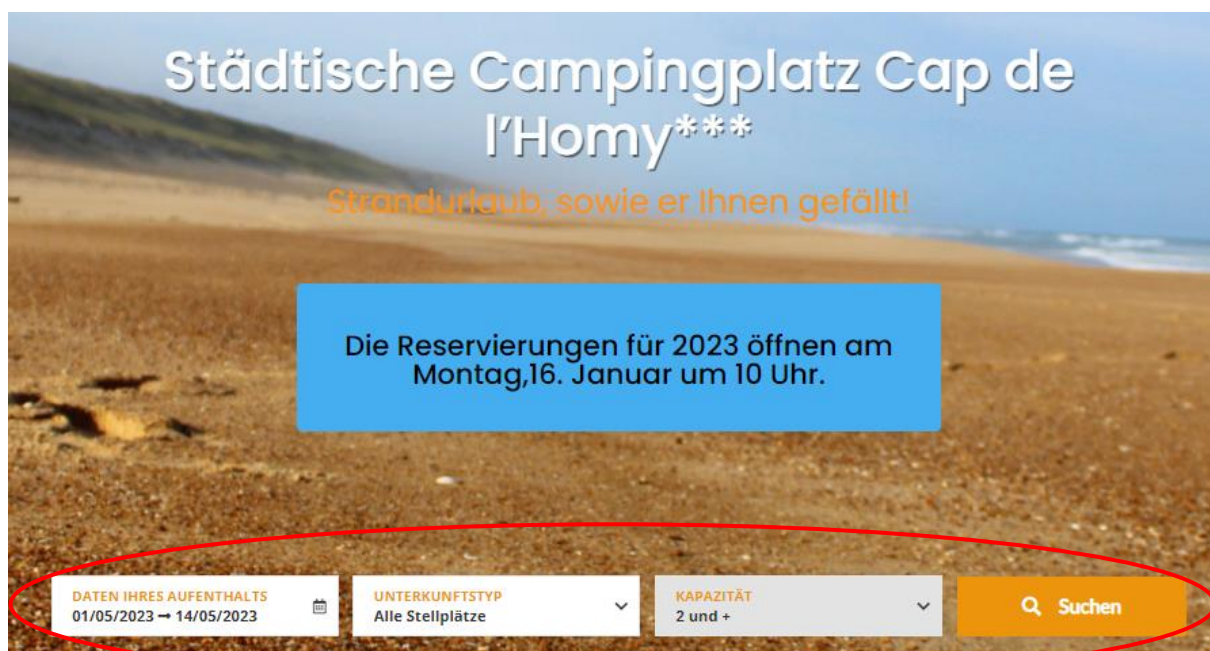 Städtische Campingplatz Cap de
l'Homy***
Strandurlaub, sowie er Ihnen gefällt!
Die Reservierungen für 2023 öffnen am
Montag,16. Januar um 10 Uhr.
DATEN IHRES AUFENTHALTS
01/05/2023 → 14/05/2023
UNTERKUNFTSTYP
Alle Stellplätze
KAPAZITÄT
2 und +
Suchen